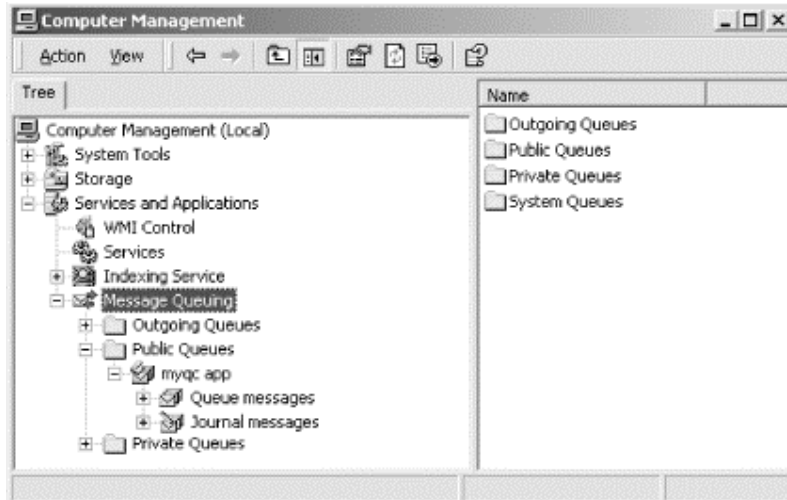 Computer Management
Action View
Tree
Name
Computer Management (Local)
System Tools
Storage
Services and Applications
WMI Control
Services
Indexing Service
Message Queuing
Outgoing Queues
Public Queues
myqc app
Queue messages
Journal messages
Private Queues
Outgoing Queues
Public Queues
Private Queues
System Queues